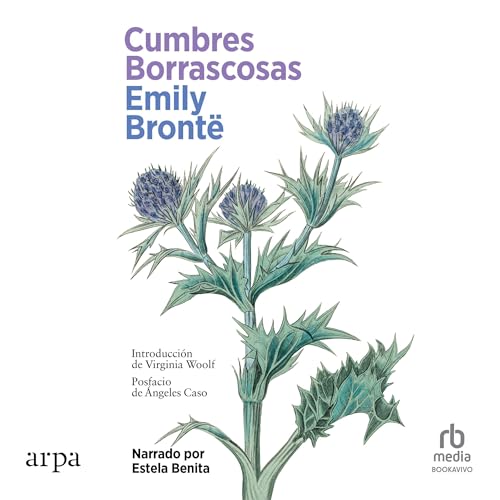 Cumbres
Borrascosas
Emily
Brontë
Introducción
de Virginia Woolf
Posfacio
de Ángeles Caso
Narrado por
Estela Benita
arpa
rb
media
BOOKAVIVO